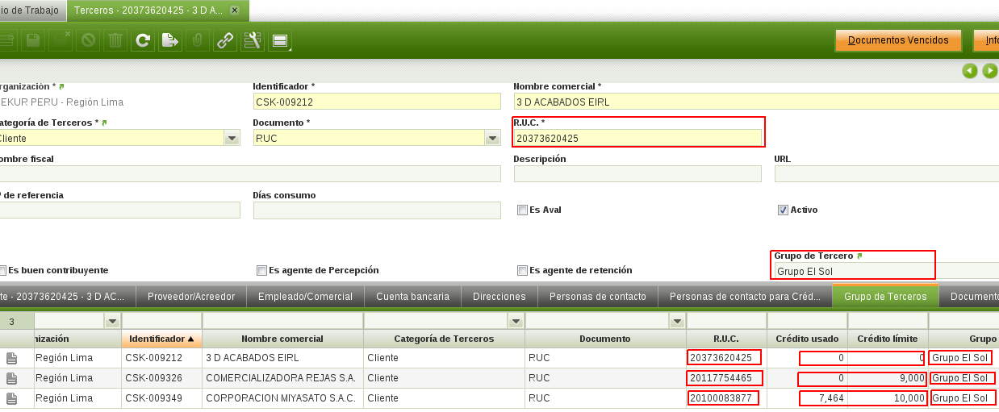 io de Trabajo Terceros - 20373620425 - 3 D A...
Documentos Vencidos Info
rganización * Identificador * Nombre comercial *
EKUR PERU - Región Lima CSK-009212 3 D ACABADOS EIRL
ategoría de Terceros * Documento * R.U.C. *
Cliente RUC 20373620425
ombre fiscal Descripción URL
de referencia Días consumo
Es Aval Activo
Grupo de Tercero
Es buen contribuyente Es agente de Percepción Es agente de retención
Grupo El Sol
te - 20373620425 - 3 D AC... Proveedor/Acreedor Empleado/Comercial Cuenta bancaria Direcciones Personas de contacto Personas de contacto para Créd... Grupo de Terceros Documento
3
nización Identificador Nombre comercial Categoría de Terceros Documento R.U.C. Crédito usado Crédito límite Grupo
Región Lima CSK-009212 3 D ACABADOS EIRL Cliente RUC 20373620425 0 0 Grupo El Sol
Región Lima CSK-009326 COMERCIALIZADORA REJAS S.A. Cliente RUC 20117754465 0 9,000 Grupo El Sol
Región Lima CSK-009349 CORPORACION MIYASATO S.A.C. Cliente RUC 20100083877 7,464 10,000 Grupo El Sol